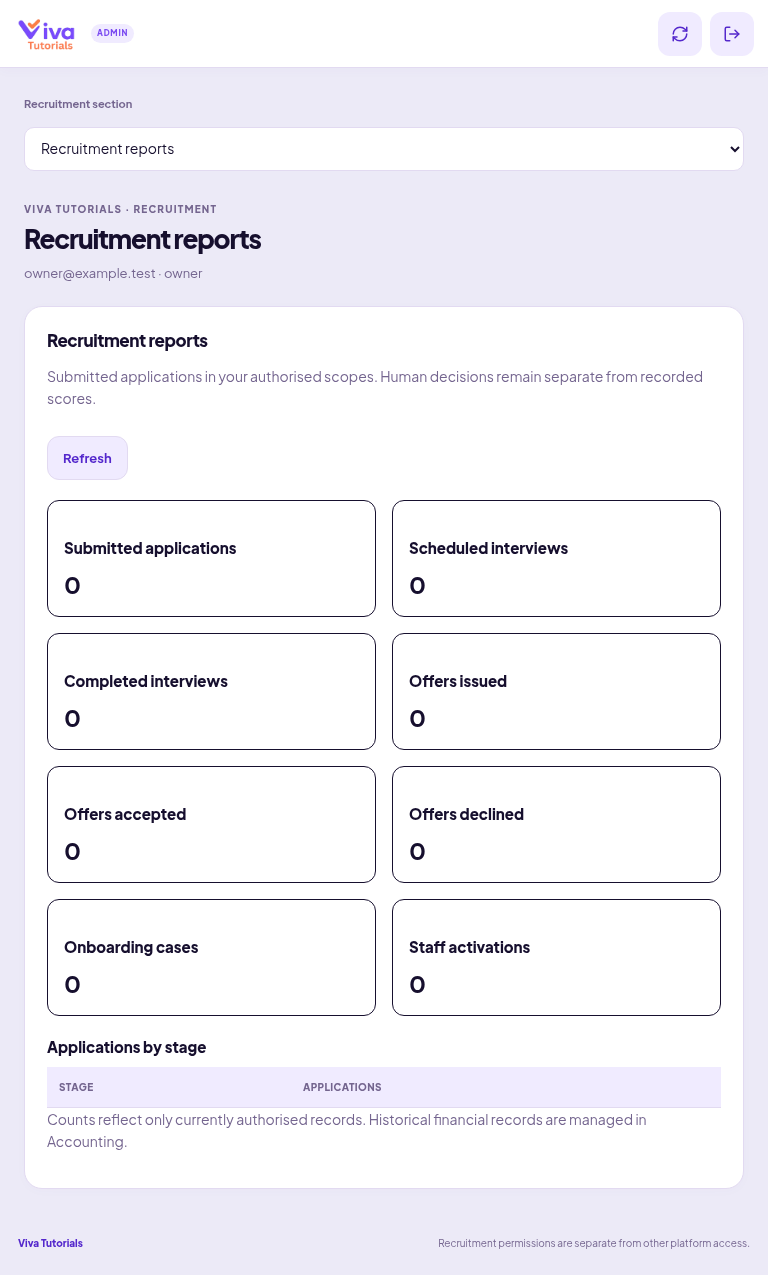 Viva
Tutorials
ADMIN
Recruitment section
Recruitment reports
VIVA TUTORIALS · RECRUITMENT
Recruitment reports
owner@example.test · owner
Recruitment reports
Submitted applications in your authorised scopes. Human decisions remain separate from recorded
scores.
Refresh
Submitted applications
0
Scheduled interviews
0
Completed interviews
0
Offers issued
0
Offers accepted
0
Offers declined
0
Onboarding cases
0
Staff activations
0
Applications by stage
STAGE APPLICATIONS
Counts reflect only currently authorised records. Historical financial records are managed in
Accounting.
Viva Tutorials
Recruitment permissions are separate from other platform access.